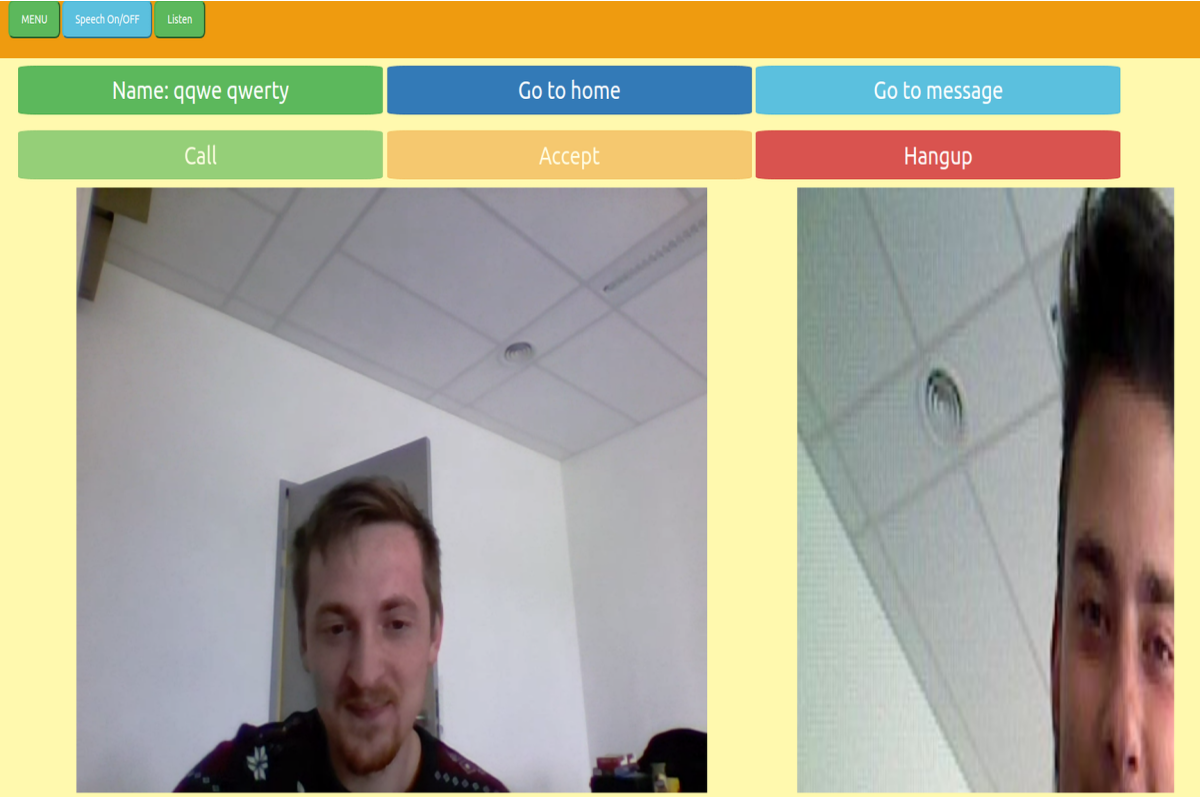 MENU Speech On/OFF Listen
Name: qqwe qwerty Go to home Go to message
Call Accept Hangup